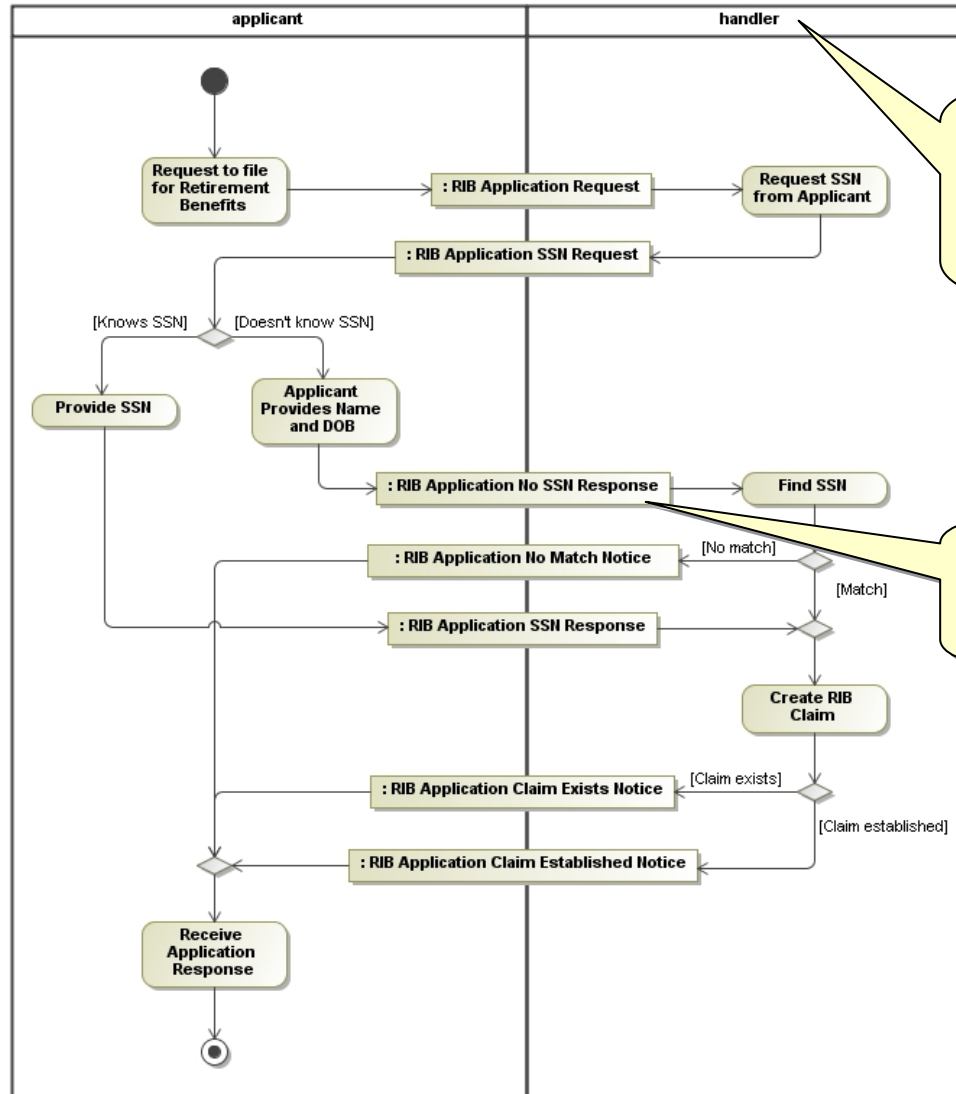 applicant
handler
Request to file
for Retirement
Benefits
: RIB Application Request
Request SSN
from Applicant
: RIB Application SSN Request
[Knows SSN]
[Doesn't know SSN]
Provide SSN
Applicant
Provides Name
and DOB
: RIB Application No SSN Response
Find SSN
: RIB Application No Match Notice
[No match]
[Match]
: RIB Application SSN Response
Create RIB
Claim
: RIB Application Claim Exists Notice
[Claim exists]
[Claim established]
: RIB Application Claim Established Notice
Receive
Application
Response